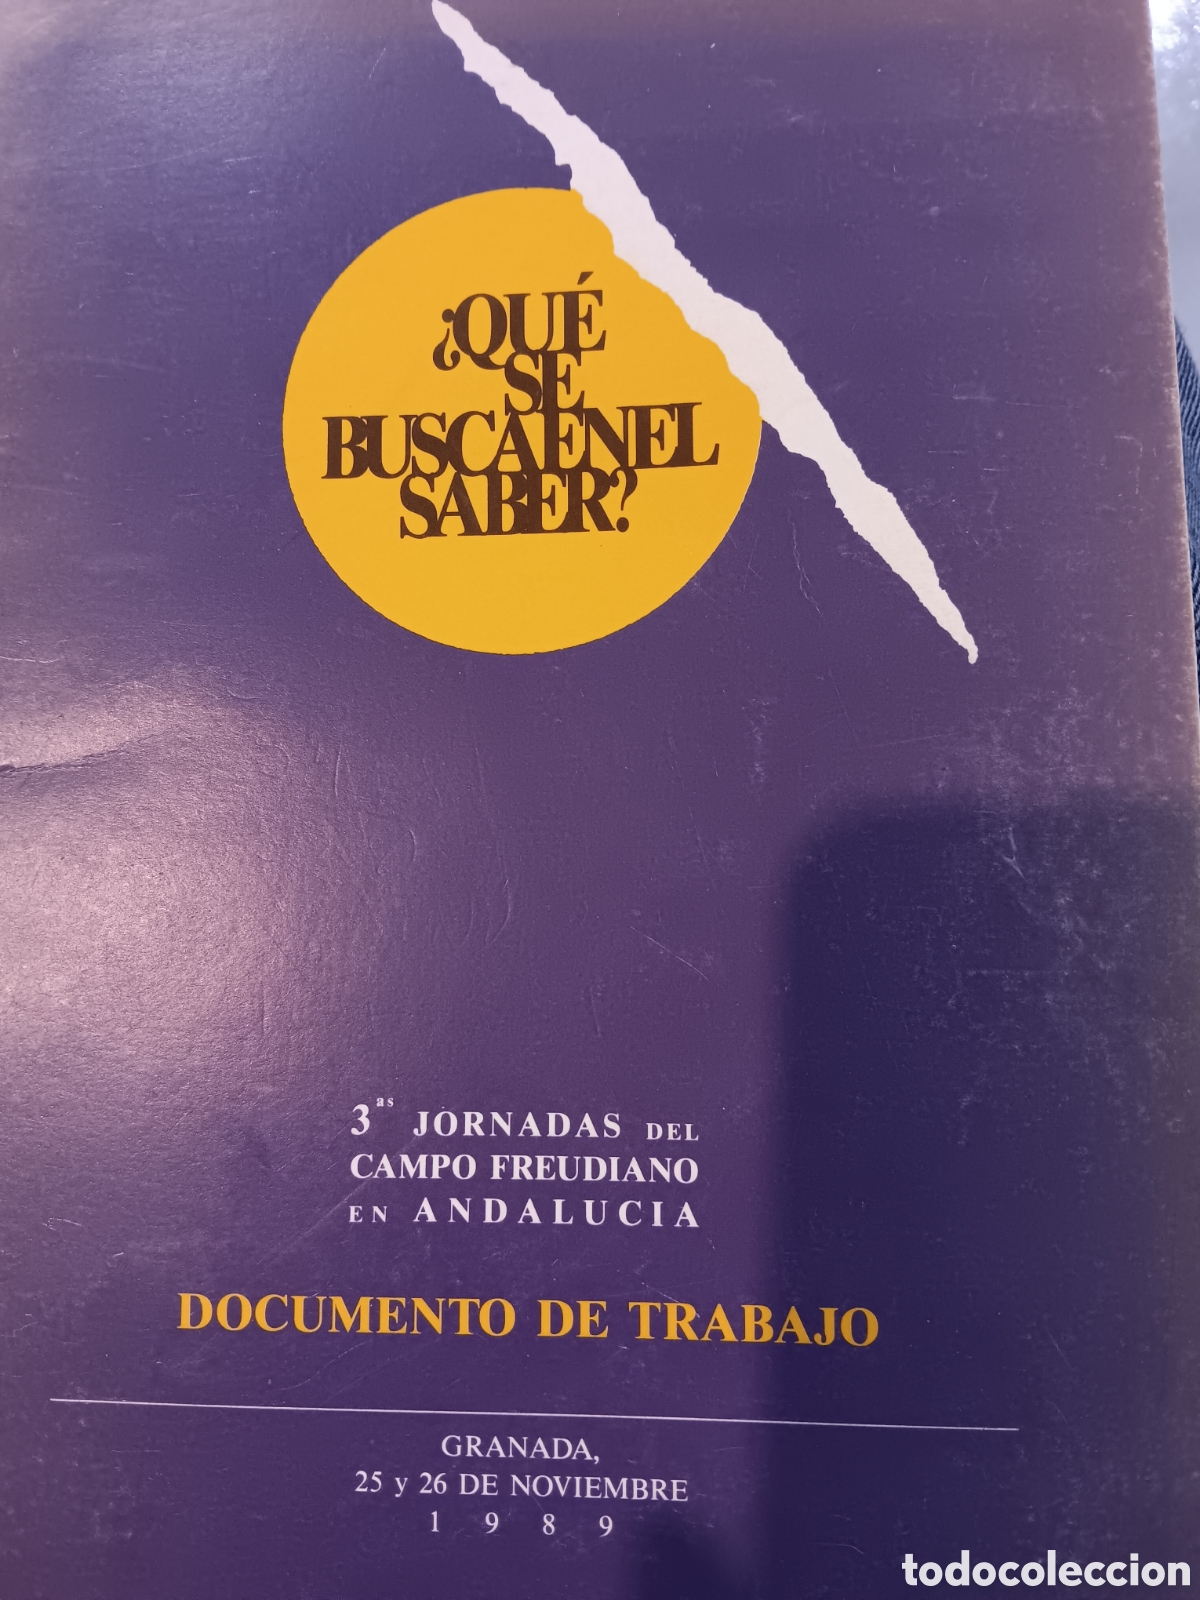 ¿QUÉ
SE
BUSCA EN EL
SABER?
3as JORNADAS DEL
CAMPO FREUDIANO
EN ANDALUCIA
DOCUMENTO DE TRABAJO
GRANADA,
25 y 26 DE NOVIEMBRE
1 9 8 9
todocoleccion